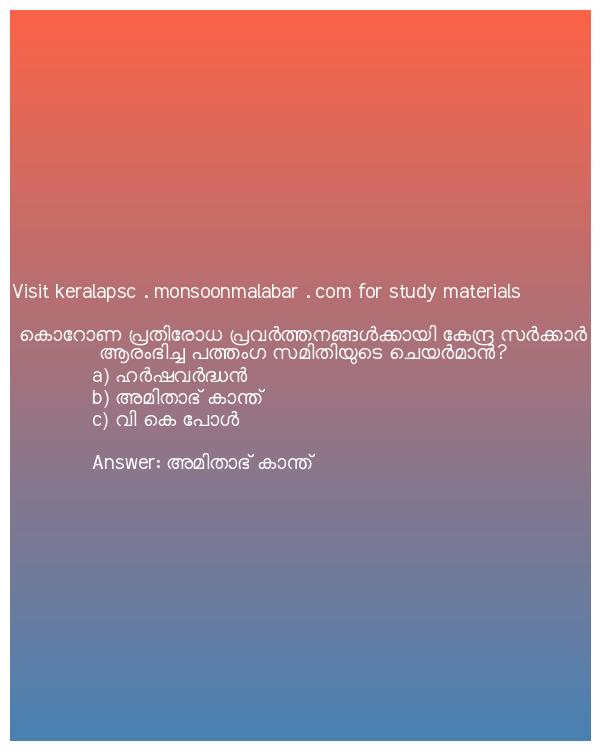 Visit keralapsc . monsoonmalabar . com for study materials
കൊറോണ പ്രതിരോധ പ്രവർത്തനങ്ങൾക്കായി കേന്ദ്ര സർക്കാർ
ആരംഭിച്ച പത്തംഗ സമിതിയുടെ ചെയർമാൻ?
a) ഹർഷവർദ്ധൻ
b) അമിതാഭ് കാന്ത്
c) വി കെ പോൾ
Answer: അമിതാഭ് കാന്ത്